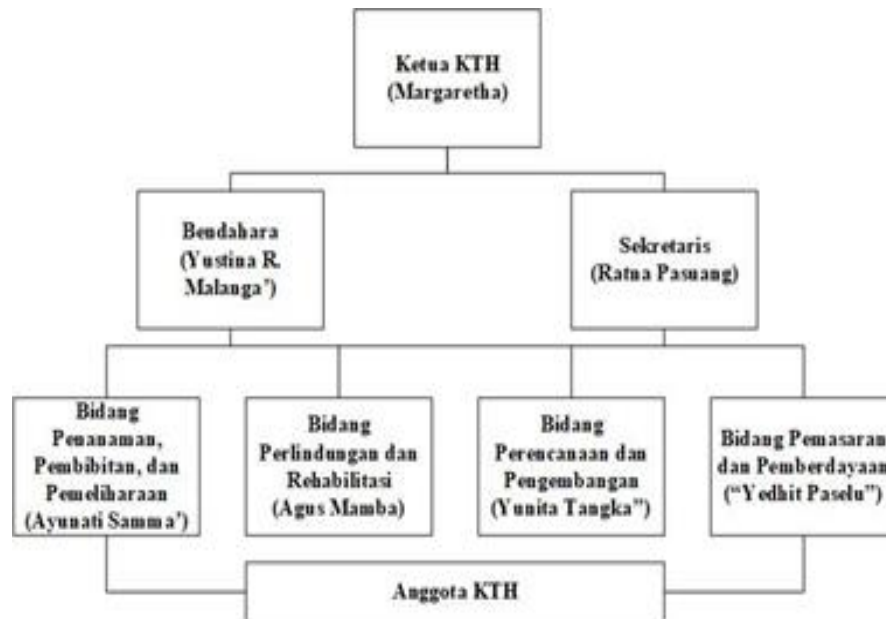 Ketua KTH
(Margaretha)
Bendahara
(Yustina R.
Malanga’)
Sekretaris
(Ratna Pasuang)
Bidang
Penanaman,
Pembibitan, dan
Pemeliharaan
(Ayunati Samma’)
Bidang
Perlindungan dan
Rehabilitasi
(Agus Mamba)
Bidang
Perencanaan dan
Pengembangan
(Yunita Tangka”)
Bidang Pemasaran
dan Pemberdayaan
(“Yedhit Paselu”)
Anggota KTH